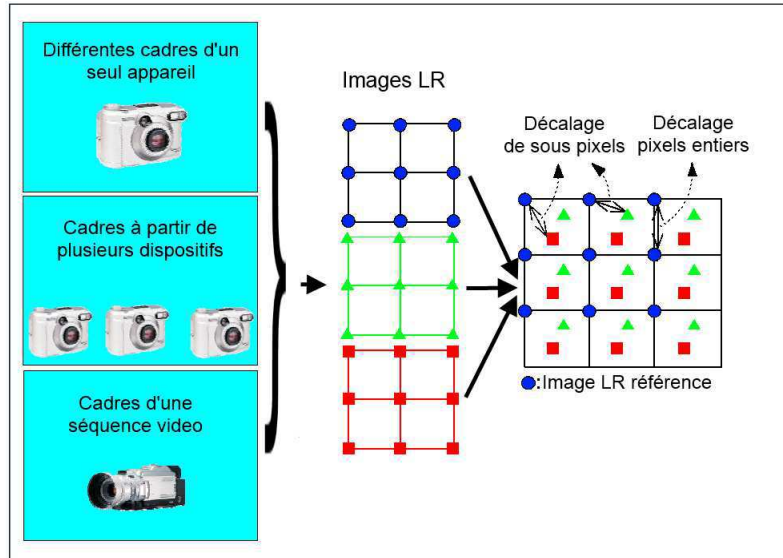 Différentes cadres d'un
seul appareil
Cadres à partir de
plusieurs dispositifs
Cadres d'une
séquence video
Images LR
Décalage
de sous pixels
Décalage
pixels entiers
:Image LR référence